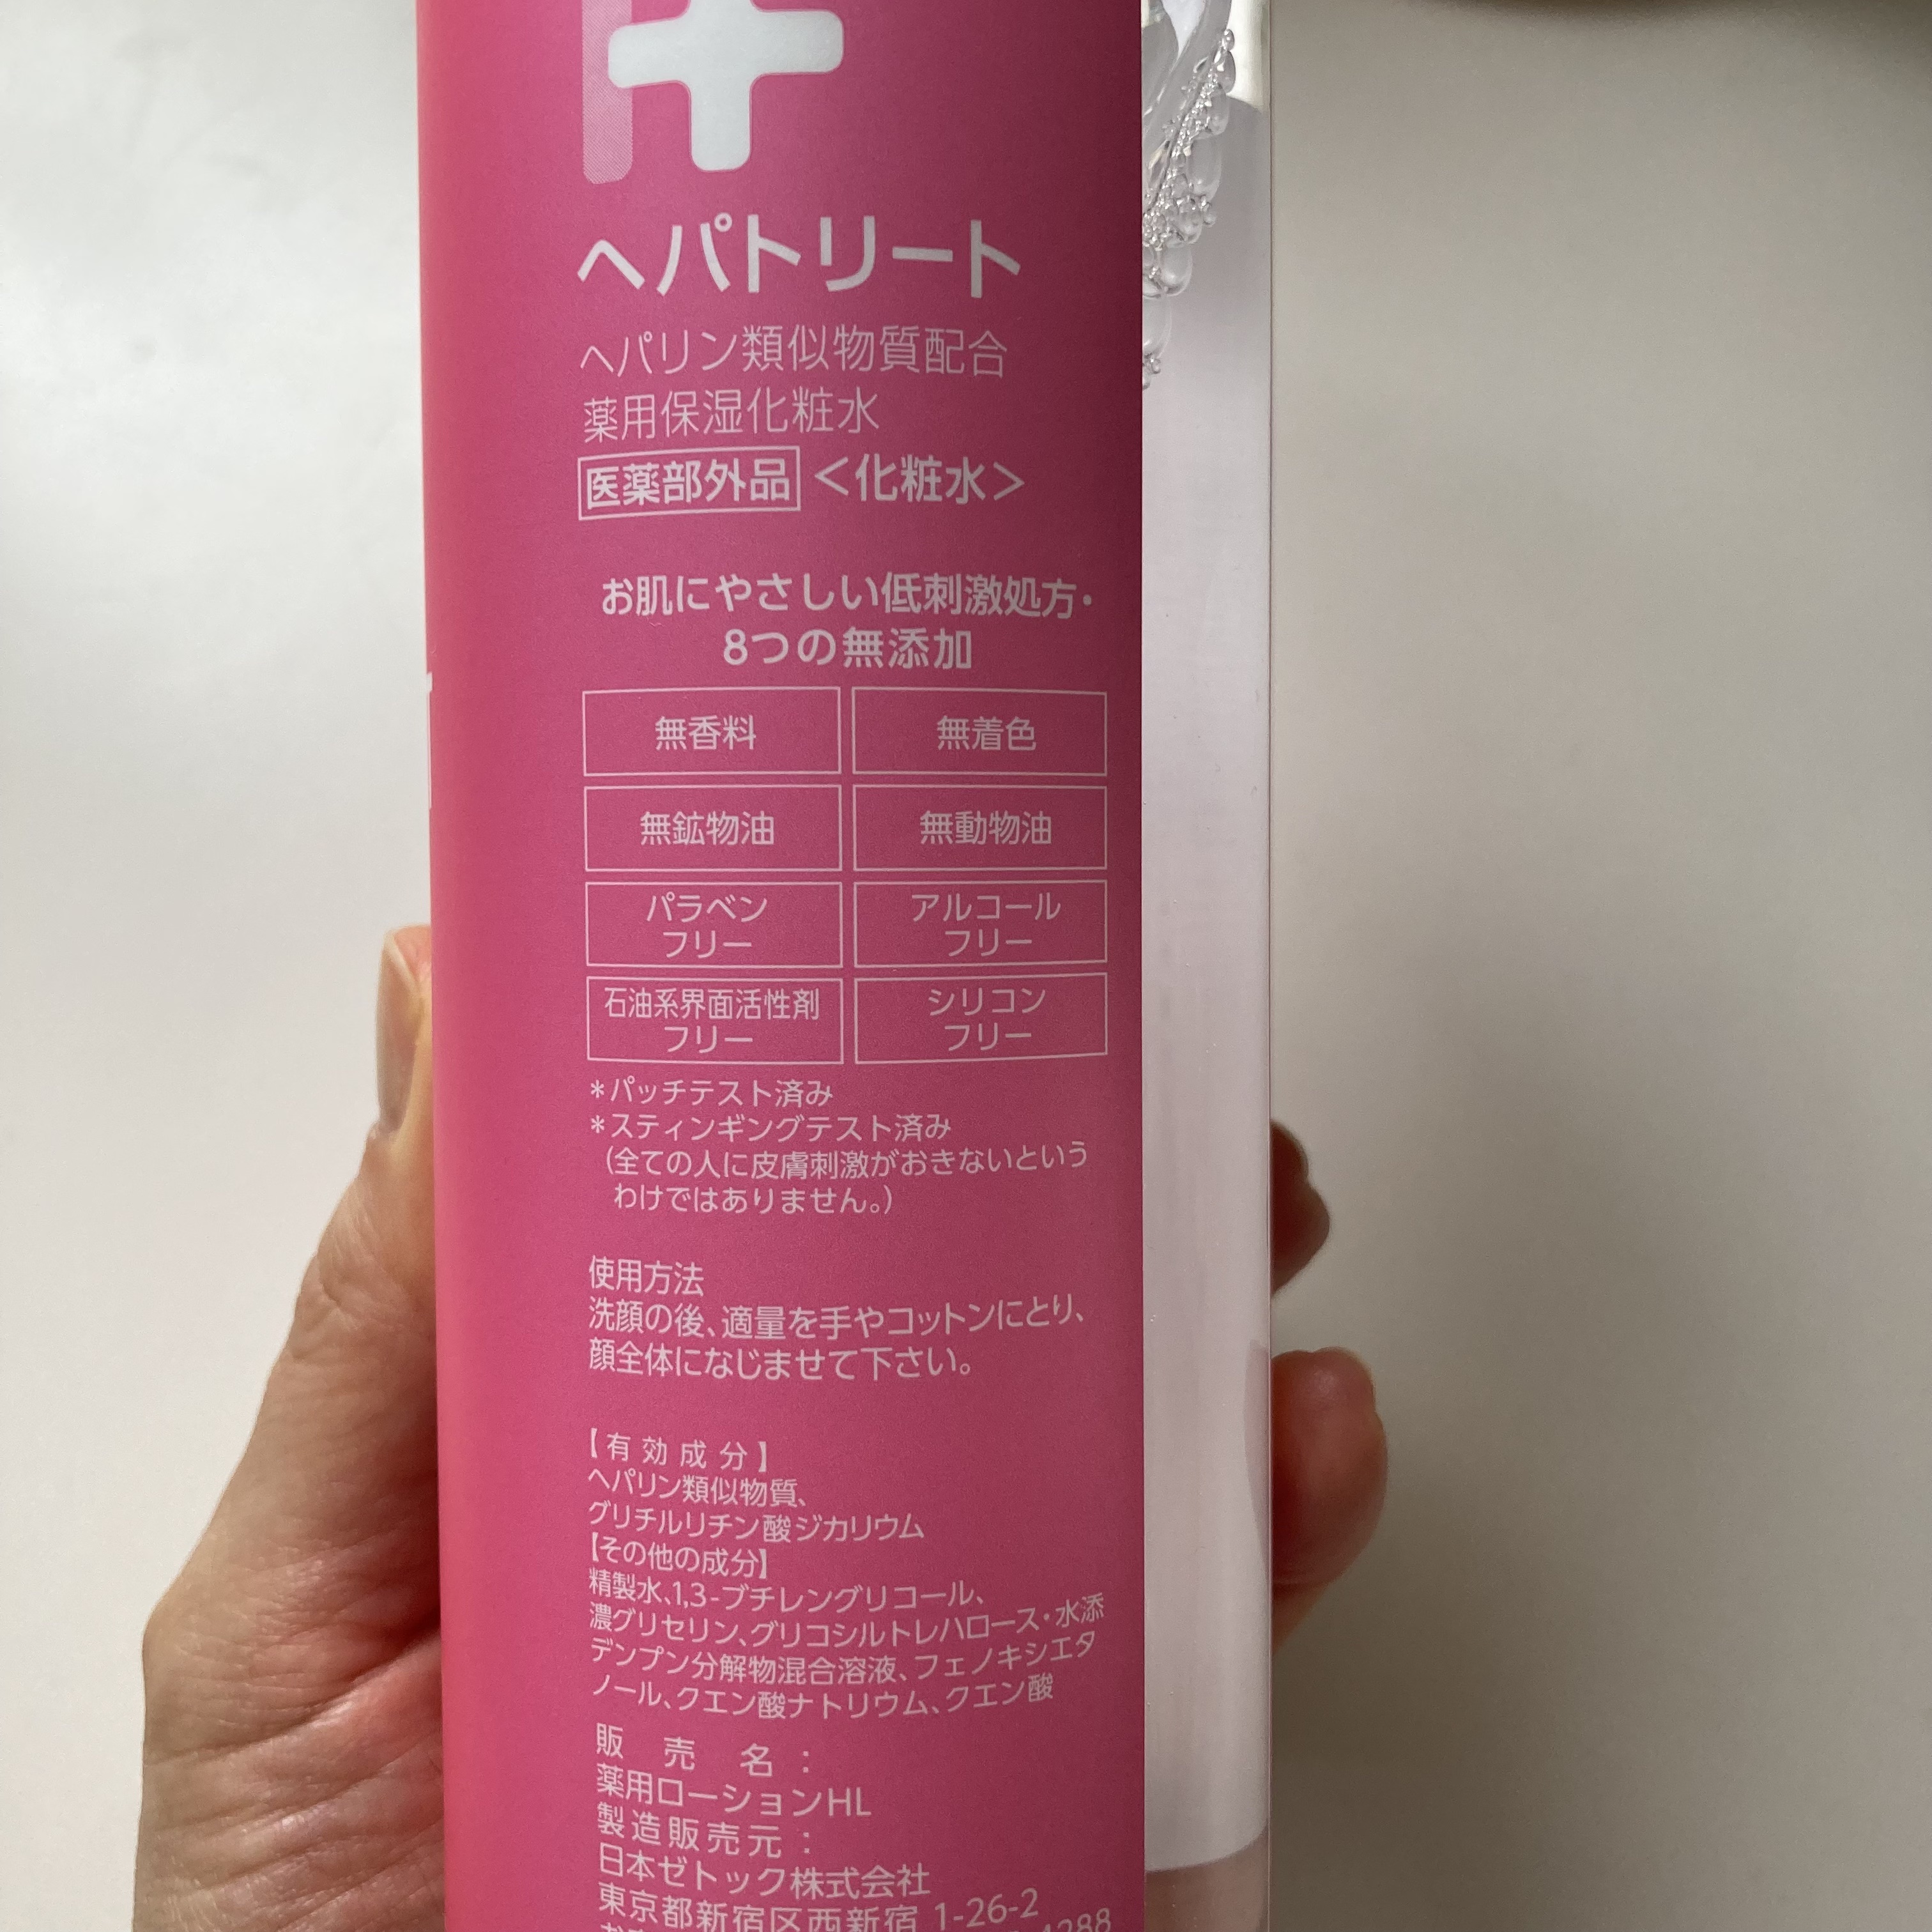 ヘパトリート
ヘパリン類似物質配合
薬用保湿化粧水
医薬部外品 <化粧水>
お肌にやさしい低刺激処方・
8つの無添加
無香料 無着色
無鉱物油 無動物油
パラベン
フリー
アルコール
フリー
石油系界面活性剤
フリー
シリコン
フリー
*パッチテスト済み
*スティンギングテスト済み
(全ての人に皮膚刺激がおきないという
わけではありません。)
使用方法
洗顔の後、適量を手やコットンにとり、
顔全体になじませて下さい。
【有効成分】
ヘパリン類似物質、
グリチルリチン酸ジカリウム
【その他の成分】
精製水、1,3-ブチレングリコール、
濃グリセリン、グリコシルトレハロース・水添
デンプン分解物混合溶液、フェノキシエタ
ノール、クエン酸ナトリウム、クエン酸
販売名:
薬用ローションHL
製造販売元:
日本ゼトック株式会社
東京都新宿区西新宿 1-26-2
4288